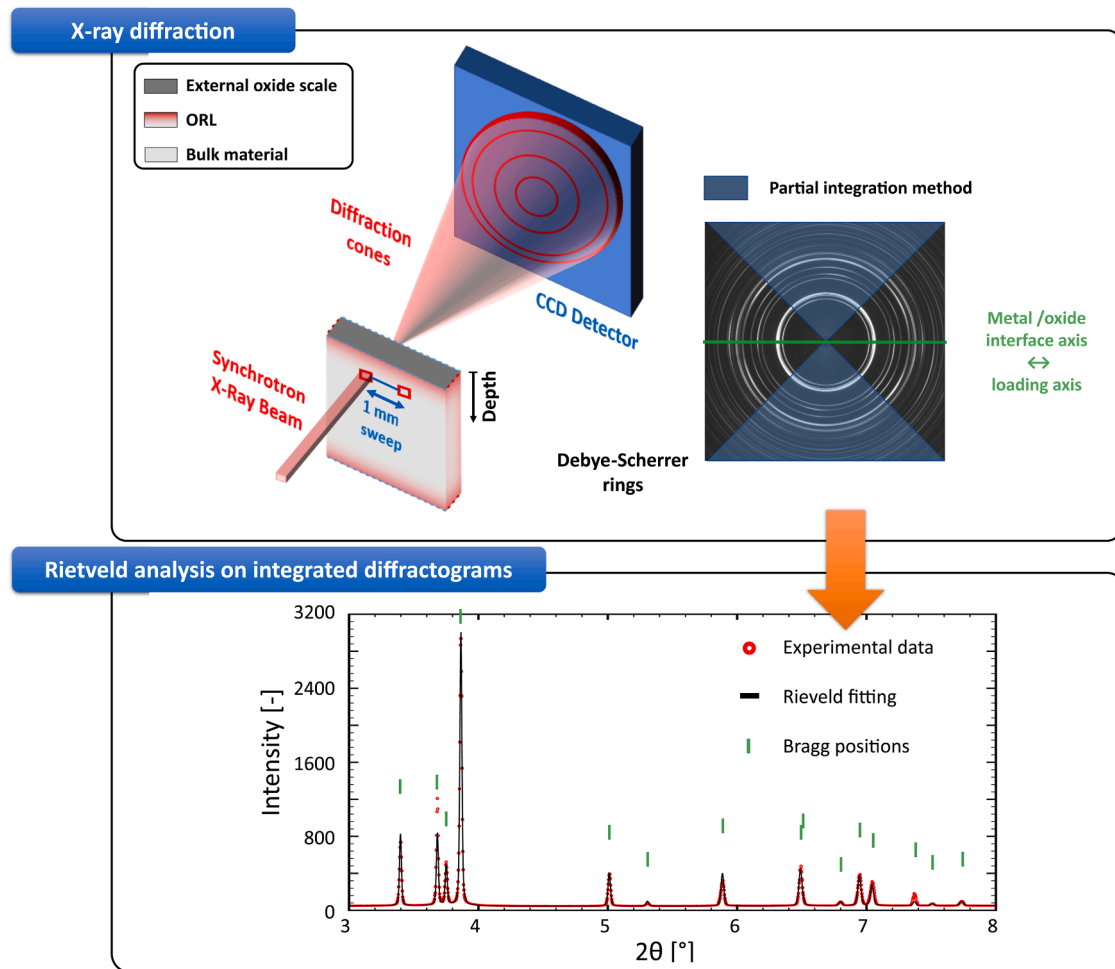 X-ray diffraction
External oxide scale
ORL
Bulk material
Diffraction
cones
CCD Detector
Synchrotron
X-Ray Beam
1 mm
sweep
Depth
Partial integration method
Metal /oxide
interface axis
↔
loading axis
Debye-Scherrer
rings
Rietveld analysis on integrated diffractograms
3200
2400
1600
800
0
Intensity [-]
Experimental data
Rieveld fitting
Bragg positions
3 4 5 6 7 8
2θ [°]